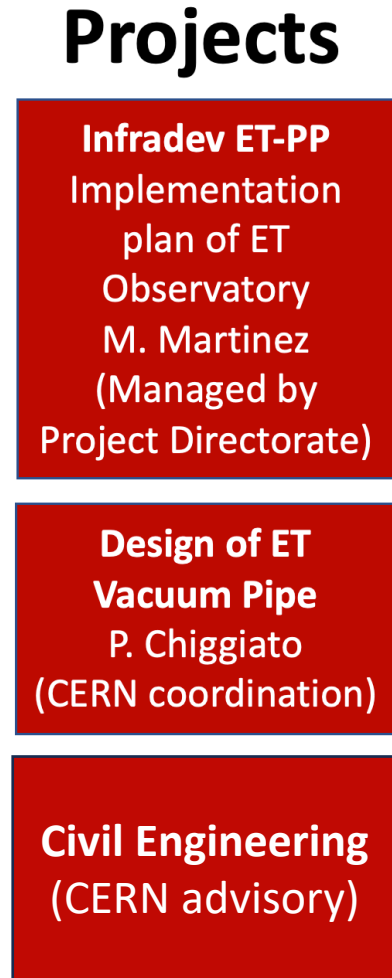 Projects
Infradev ET-PP
Implementation
plan of ET
Observatory
M. Martinez
(Managed by
Project Directorate)
Design of ET
Vacuum Pipe
P. Chiggiato
(CERN coordination)
Civil Engineering
(CERN advisory)